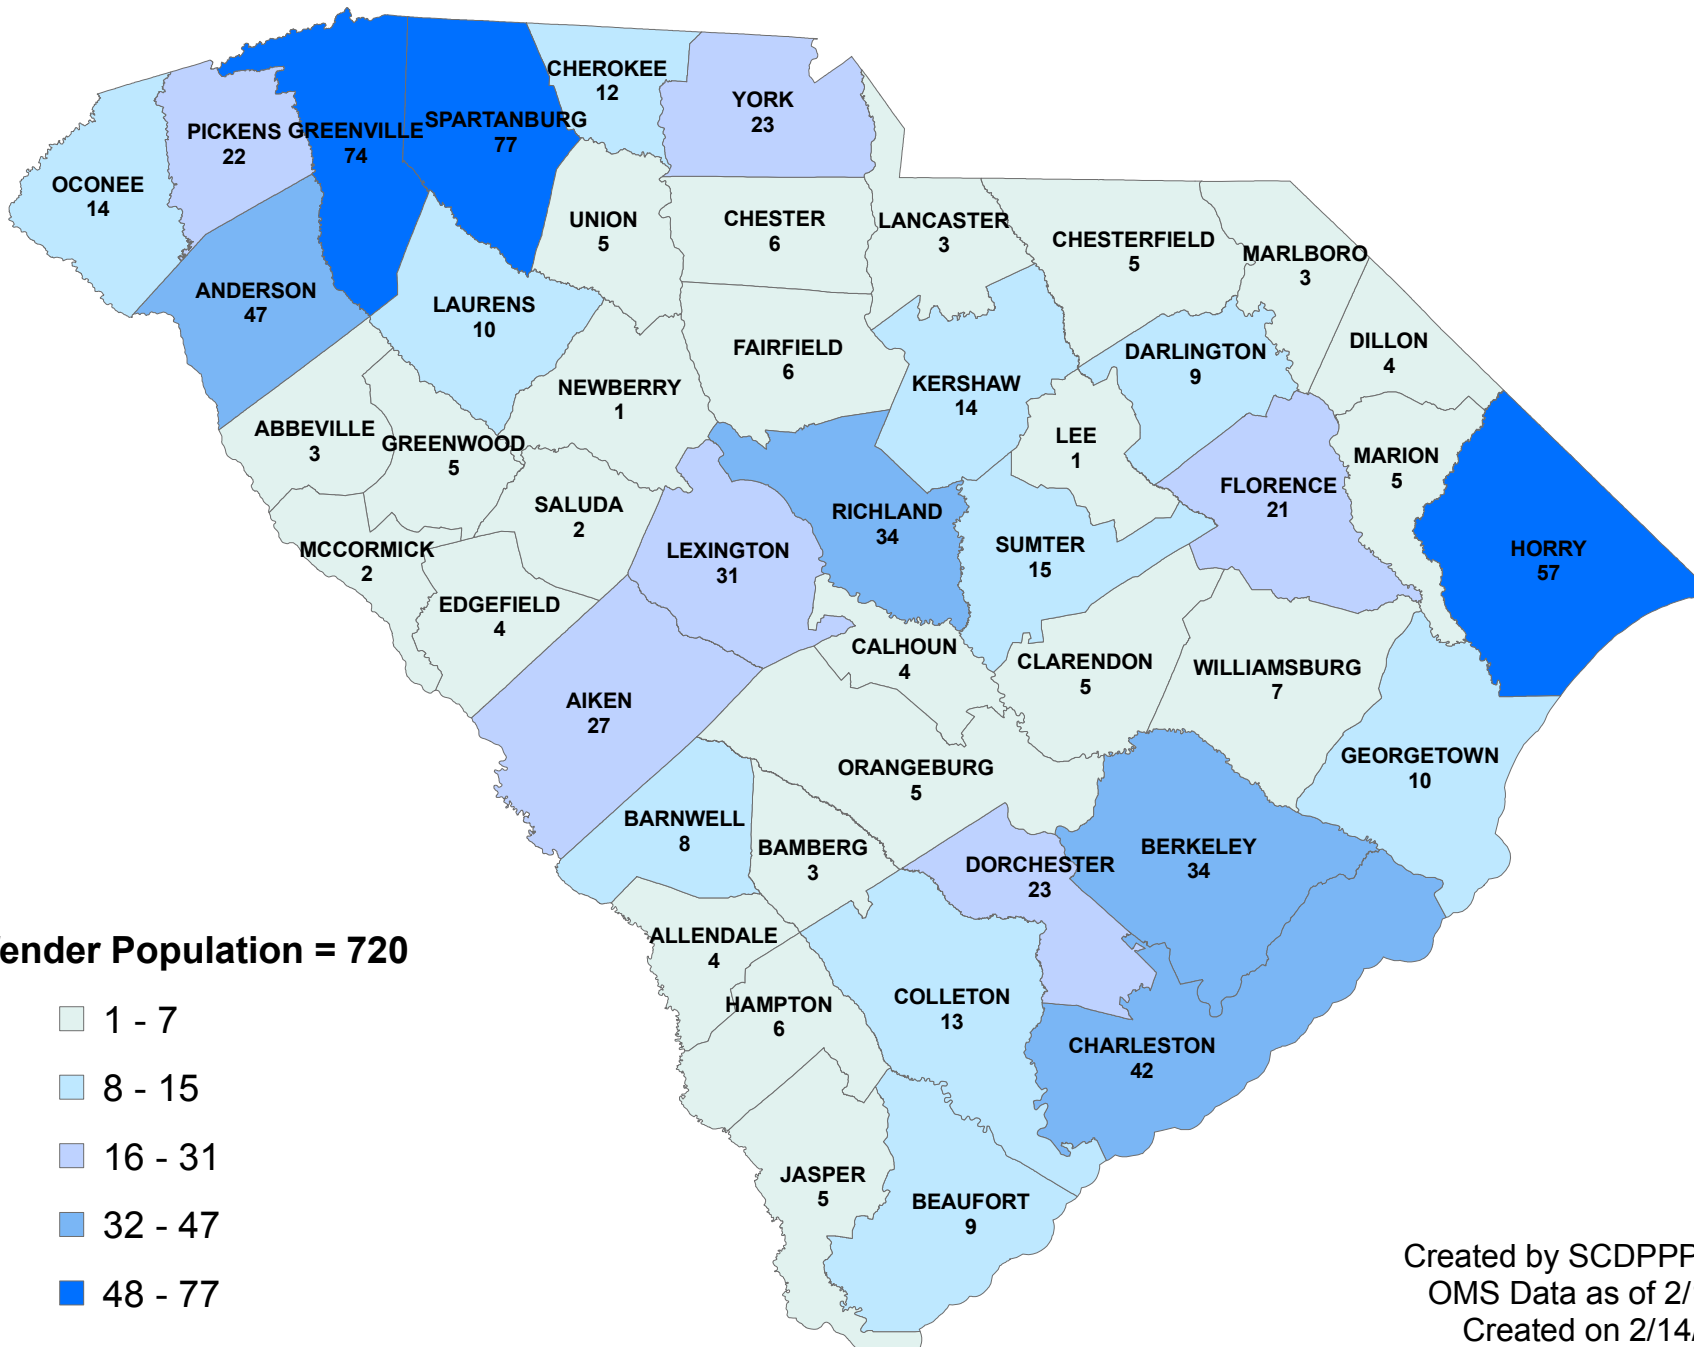 CHEROKEE
12
YORK
23
SPARTANBURG
77
PICKENS
22
GREENVILLE
74
OCONEE
14
UNION
5
CHESTER
6
LANCASTER
3
CHESTERFIELD
5
MARLBORO
3
ANDERSON
47
LAURENS
10
FAIRFIELD
6
KERSHAW
14
DARLINGTON
9
DILLON
4
NEWBERRY
1
ABBEVILLE
3
GREENWOOD
5
LEE
1
MARION
5
FLORENCE
21
SALUDA
2
RICHLAND
34
SUMTER
15
HORRY
57
MCCORMICK
2
LEXINGTON
31
EDGEFIELD
4
CALHOUN
4
CLARENDON
5
WILLIAMSBURG
7
AIKEN
27
ORANGEBURG
5
GEORGETOWN
10
BARNWELL
8
BAMBERG
3
DORCHESTER
23
BERKELEY
34
ALLENDALE
4
HAMPTON
6
COLLETON
13
CHARLESTON
42
JASPER
5
BEAUFORT
9
ender Population = 720
1 - 7
8 - 15
16 - 31
32 - 47
48 - 77
Created by SCDPPP
OMS Data as of 2/
Created on 2/14/